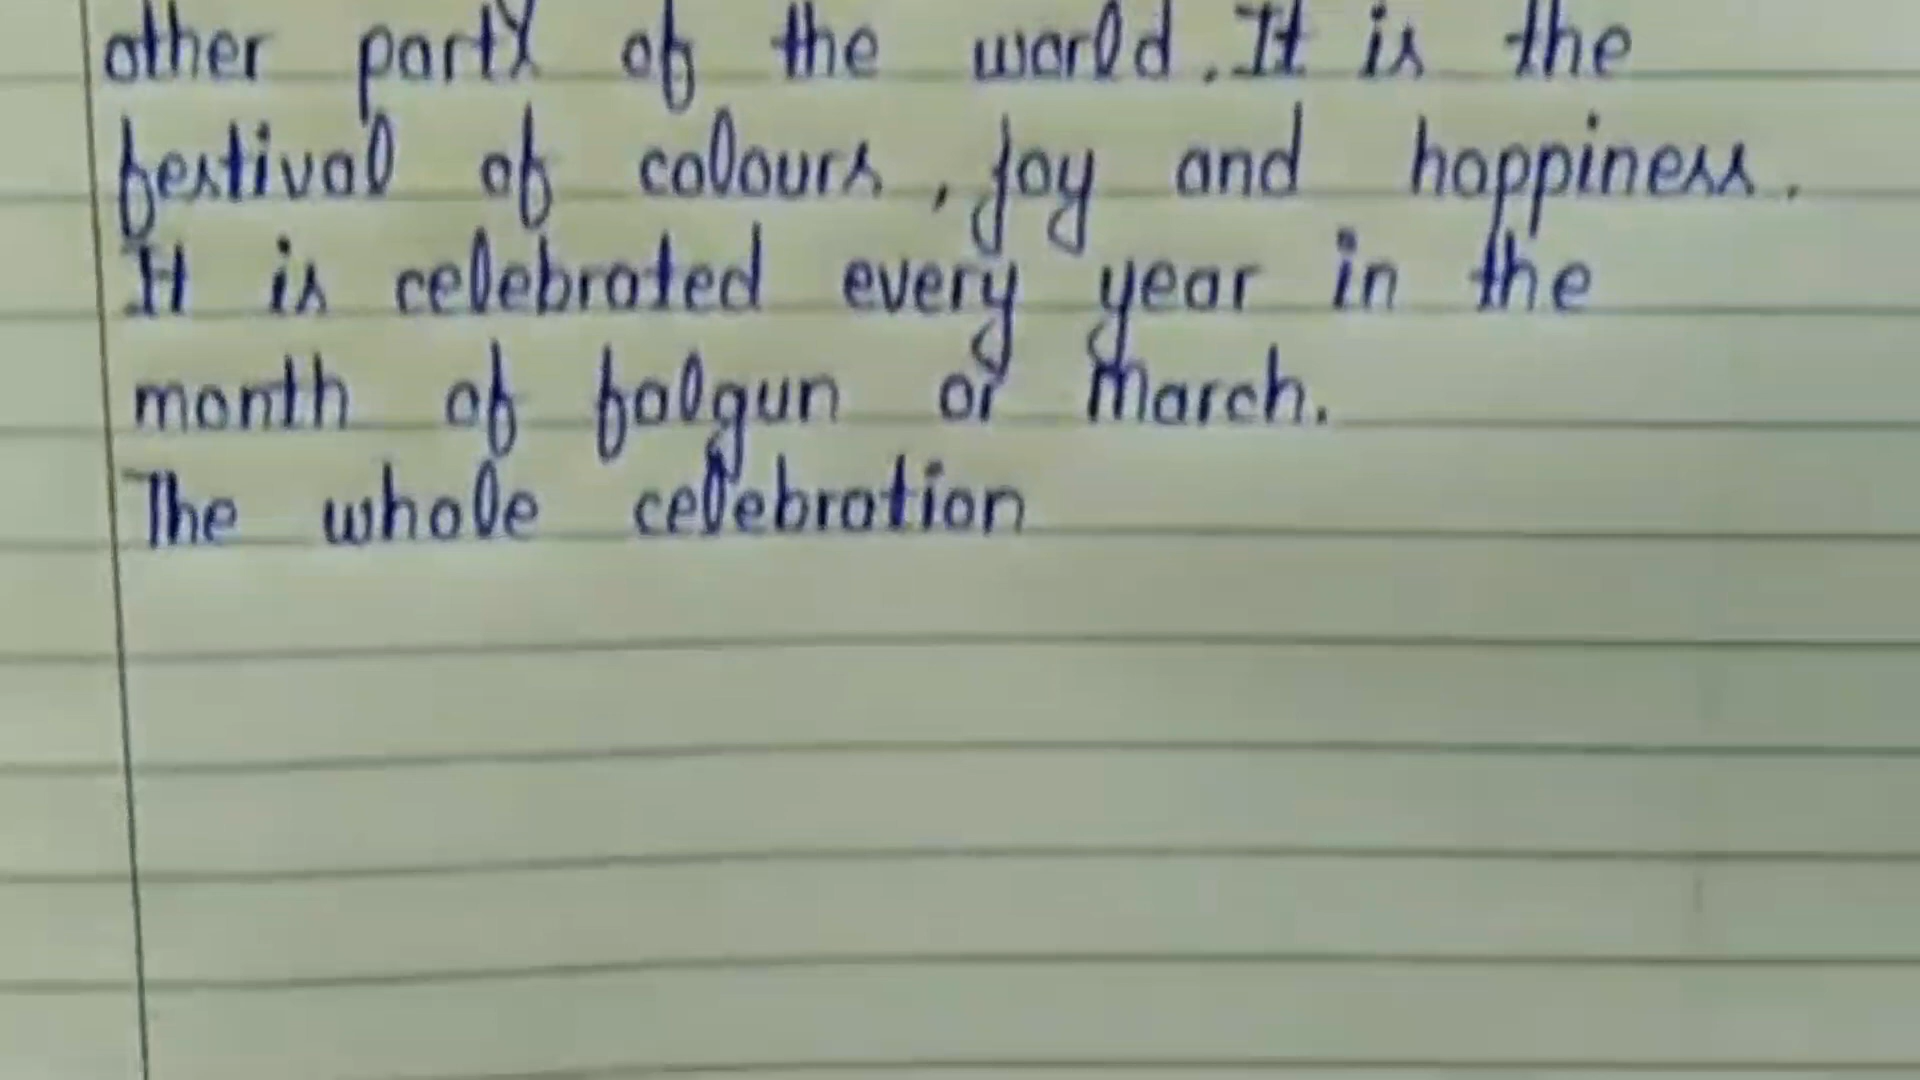 other part of the world. It is the
festival of colours, joy and happiness.
It is celebrated every year in the
month of falgun or March.
The whole celebration